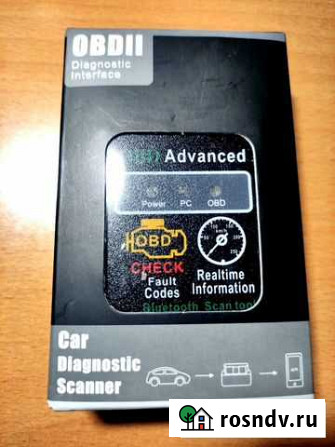 OBDII
Diagnostic
Interface
Advanced
Power PC OBD
OBD
CHECK
Fault
Codes
km/h
Realtime
Information
Bluetooth Scan tool
Car
Diagnostic
Scanner
rosndv.ru